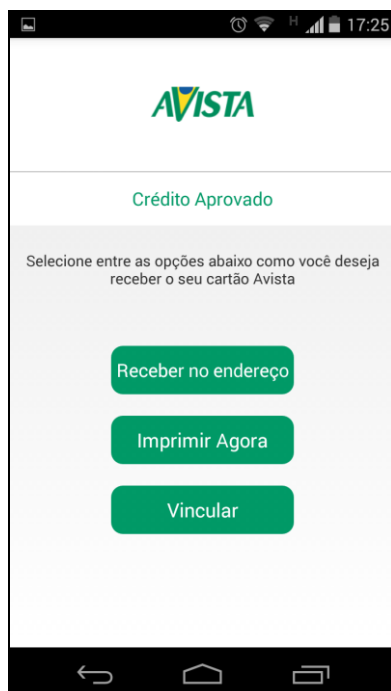 H 17:25
AVISTA
Crédito Aprovado
Selecione entre as opções abaixo como você deseja
receber o seu cartão Avista
Receber no endereço
Imprimir Agora
Vincular